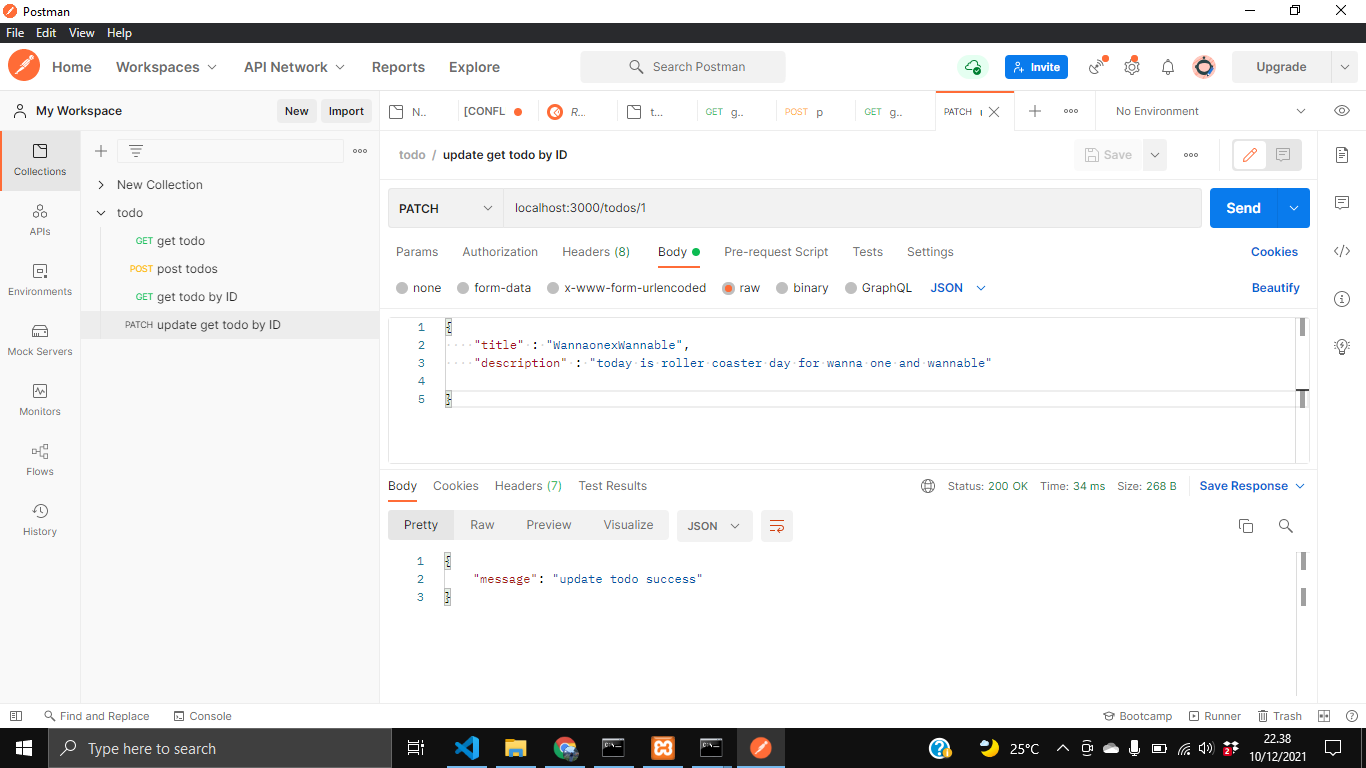 Postman
File Edit View Help
Home Workspaces API Network Reports Explore Search Postman Invite Upgrade
My Workspace New Import N.. [CONFL R... t... GET g.. POST p GET g.. PATCH No Environment
Collections
APIs
Environments
Mock Servers
Monitors
Flows
History
New Collection
todo
GET get todo
POST post todos
GET get todo by ID
PATCH update get todo by ID
todo / update get todo by ID Save
PATCH localhost:3000/todos/1 Send
Params Authorization Headers (8) Body Pre-request Script Tests Settings Cookies
none form-data x-www-form-urlencoded raw binary GraphQL JSON Beautify
1 {
2 "title" : "WannaonexWannable",
3 "description" : "today is roller coaster day for wanna one and wannable"
4
5 }
Body Cookies Headers (7) Test Results Status: 200 OK Time: 34 ms Size: 268 B Save Response
Pretty Raw Preview Visualize JSON
1 {
2 "message": "update todo success"
3 }
Find and Replace Console Bootcamp Runner Trash
Type here to search 25°C 2 22.38
10/12/2021